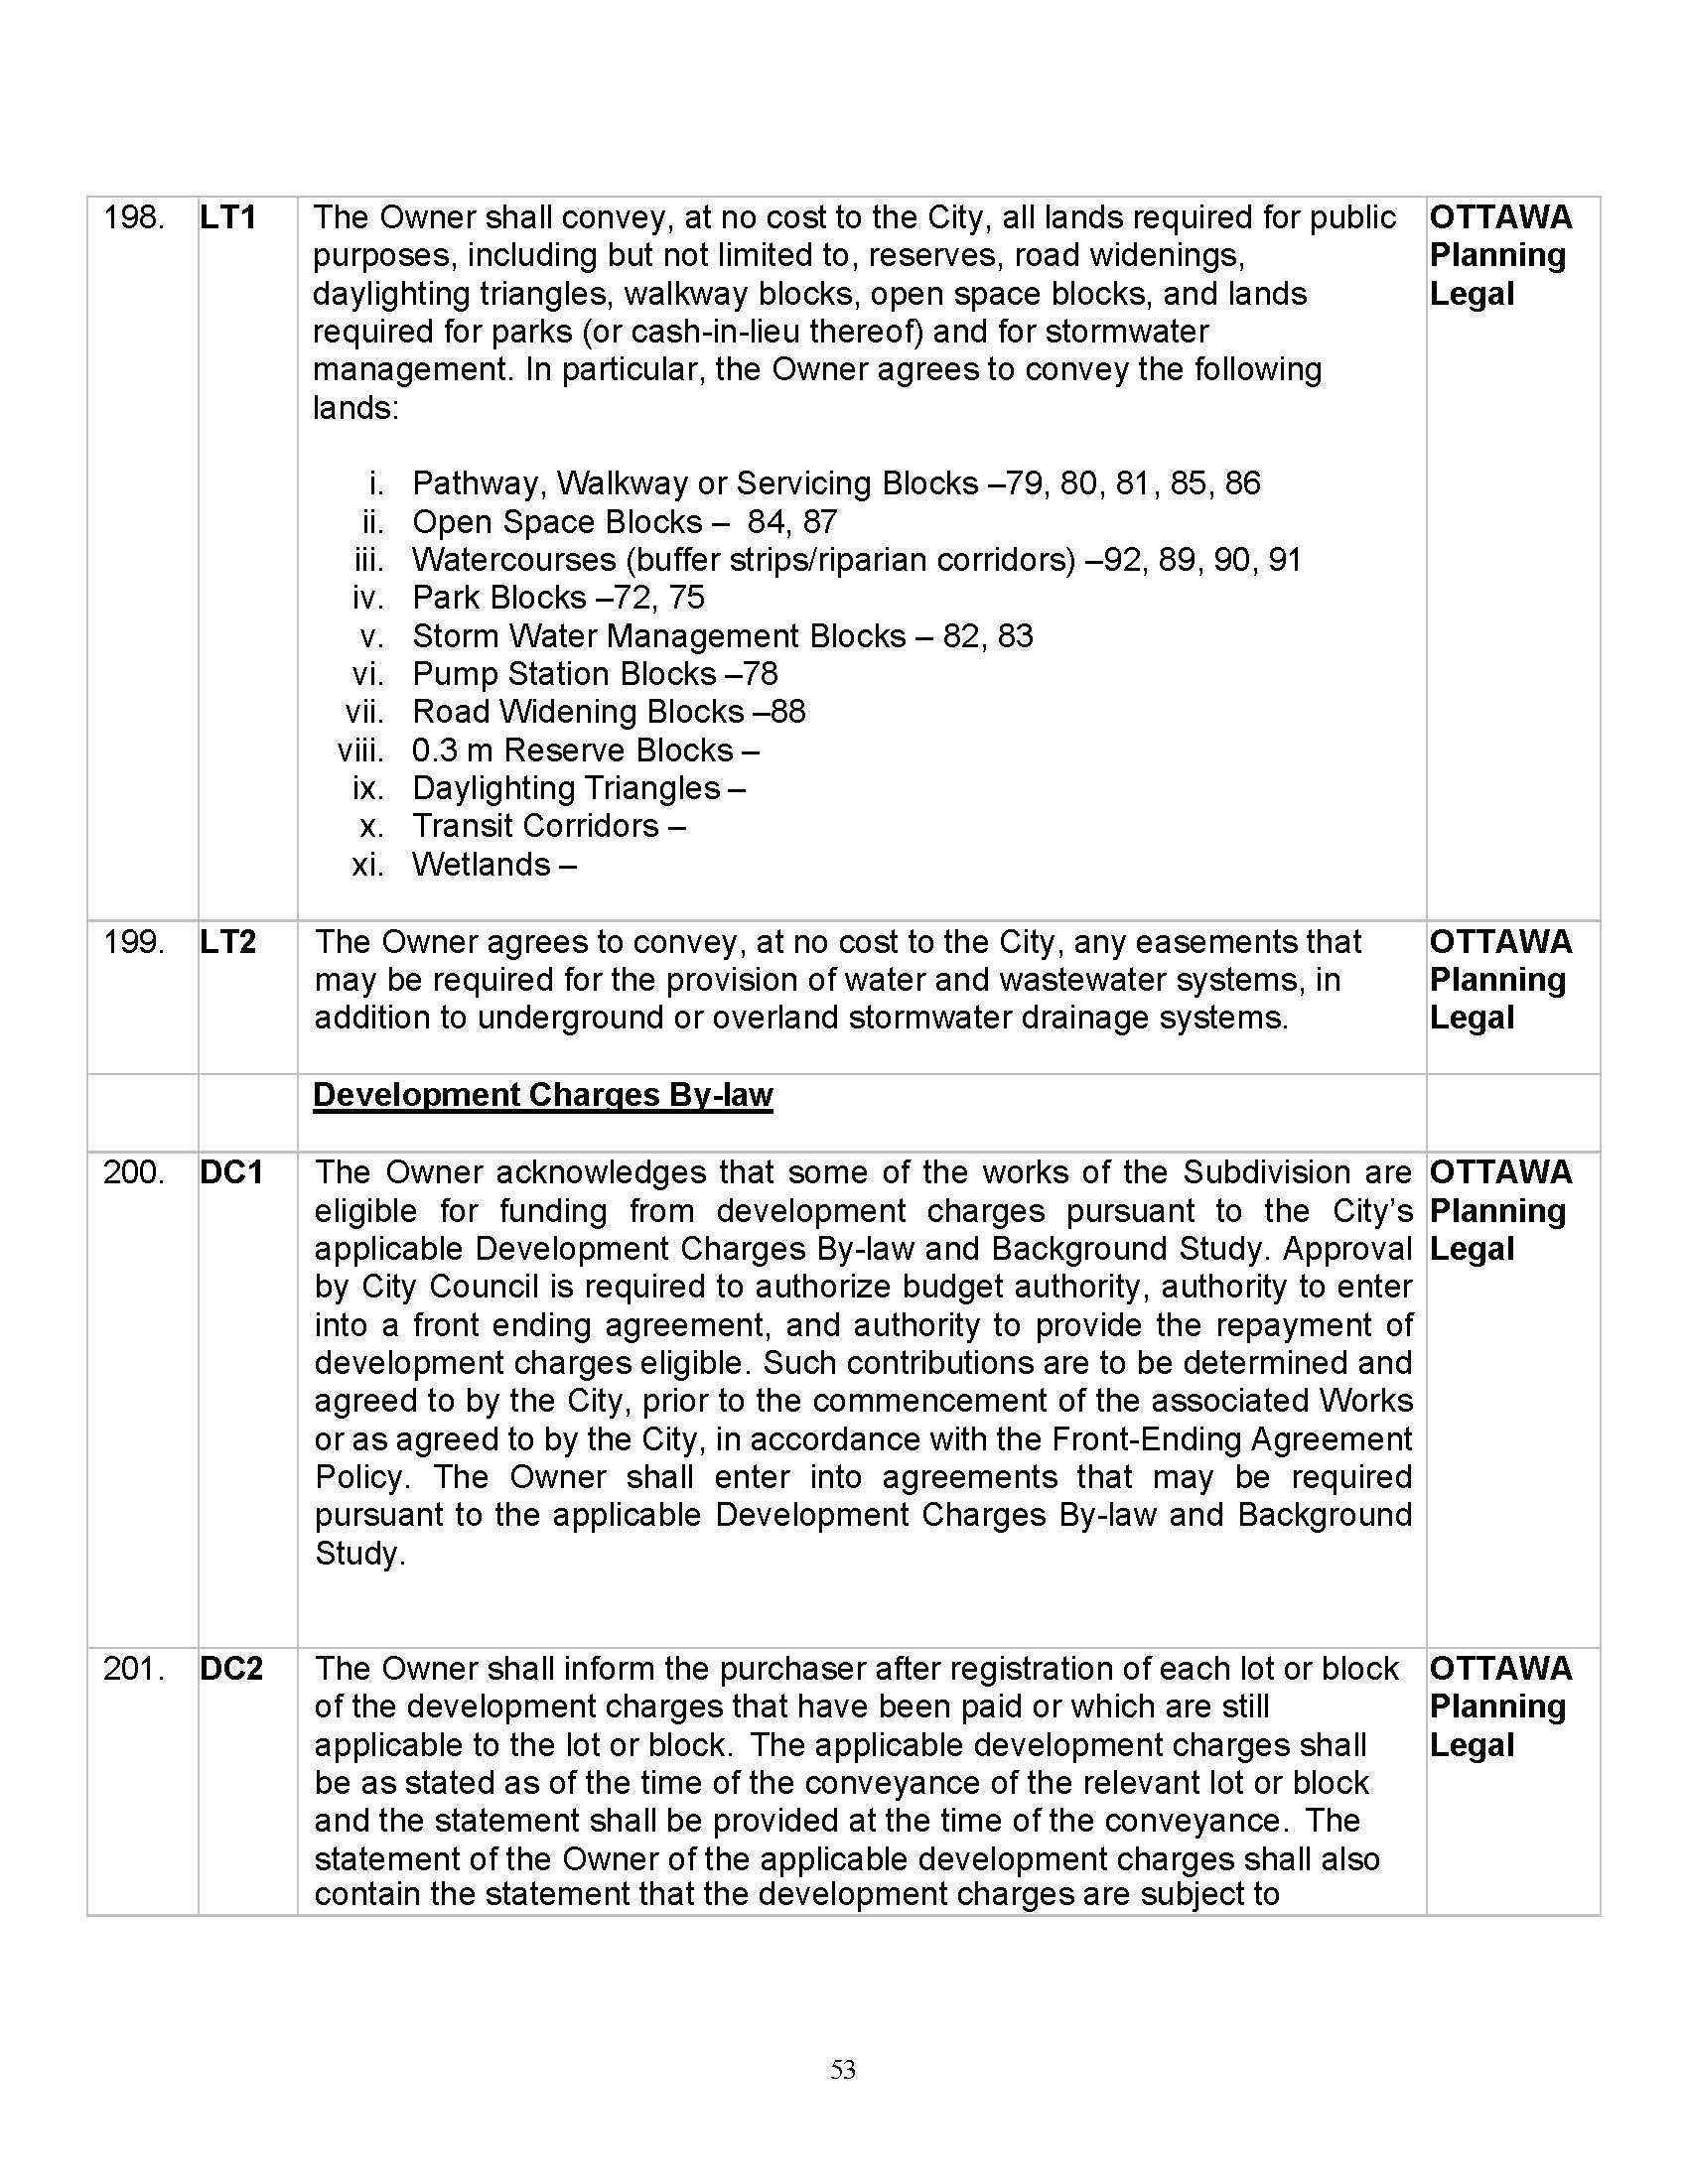 198. LT1 The Owner shall convey, at no cost to the City, all lands required for public OTTAWA
purposes, including but not limited to, reserves, road widenings, Planning
daylighting triangles, walkway blocks, open space blocks, and lands Legal
required for parks (or cash-in-lieu thereof) and for stormwater
management. In particular, the Owner agrees to convey the following
lands:
i. Pathway, Walkway or Servicing Blocks –79, 80, 81, 85, 86
ii. Open Space Blocks – 84, 87
iii. Watercourses (buffer strips/riparian corridors) –92, 89, 90, 91
iv. Park Blocks –72, 75
v. Storm Water Management Blocks – 82, 83
vi. Pump Station Blocks –78
vii. Road Widening Blocks –88
viii. 0.3 m Reserve Blocks –
ix. Daylighting Triangles –
x. Transit Corridors –
xi. Wetlands –
199. LT2 The Owner agrees to convey, at no cost to the City, any easements that OTTAWA
may be required for the provision of water and wastewater systems, in Planning
addition to underground or overland stormwater drainage systems. Legal
Development Charges By-law
200. DC1 The Owner acknowledges that some of the works of the Subdivision are OTTAWA
eligible for funding from development charges pursuant to the City’s Planning
applicable Development Charges By-law and Background Study. Approval Legal
by City Council is required to authorize budget authority, authority to enter
into a front ending agreement, and authority to provide the repayment of
development charges eligible. Such contributions are to be determined and
agreed to by the City, prior to the commencement of the associated Works
or as agreed to by the City, in accordance with the Front-Ending Agreement
Policy. The Owner shall enter into agreements that may be required
pursuant to the applicable Development Charges By-law and Background
Study.
201. DC2 The Owner shall inform the purchaser after registration of each lot or block OTTAWA
of the development charges that have been paid or which are still Planning
applicable to the lot or block. The applicable development charges shall Legal
be as stated as of the time of the conveyance of the relevant lot or block
and the statement shall be provided at the time of the conveyance. The
statement of the Owner of the applicable development charges shall also
contain the statement that the development charges are subject to
53